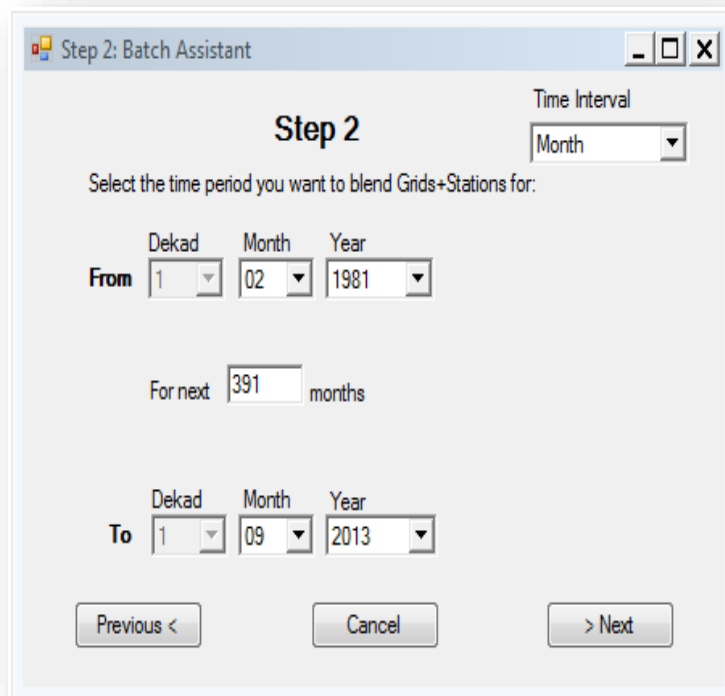 Step 2: Batch Assistant
Time Interval
Step 2
Month
Select the time period you want to blend Grids+Stations for:
Dekad Month Year
From 1 02 1981
For next 391 months
Dekad Month Year
To 1 09 2013
Previous < Cancel > Next